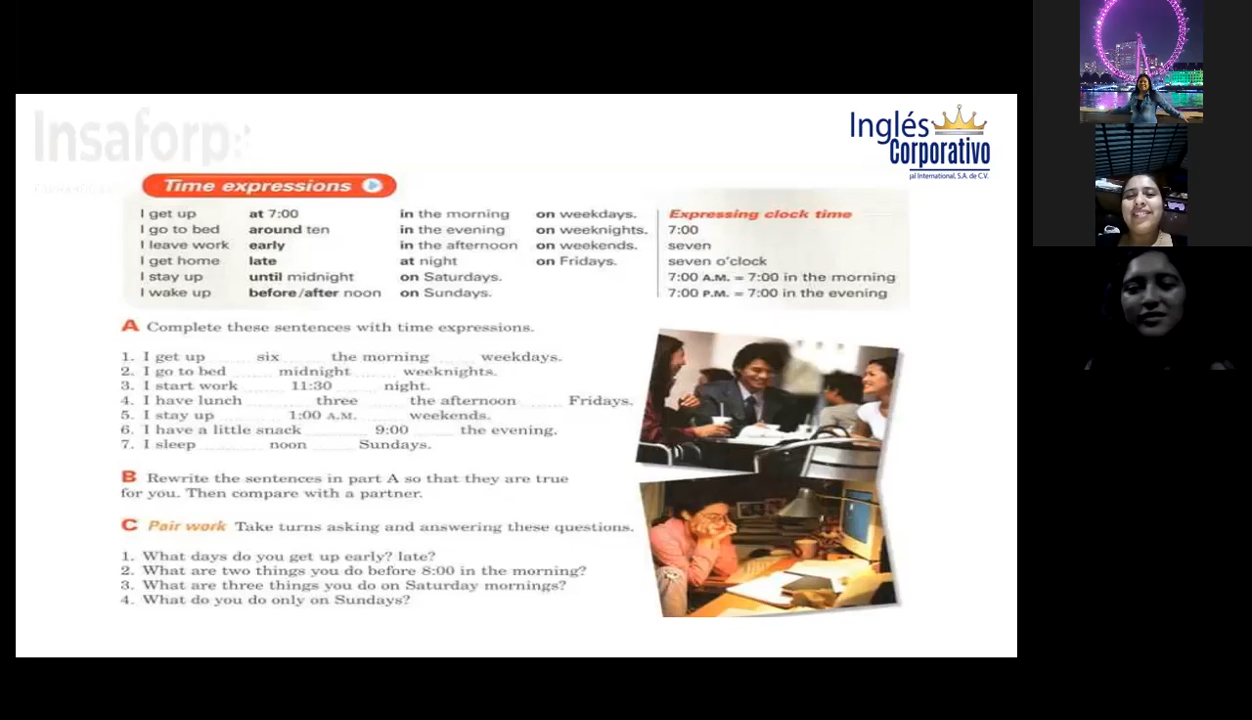 Insaforp
Inglés
Corporativo
Time expressions
I get up at 7:00 in the morning on weekdays.
I go to bed around ten in the evening on weeknights.
I leave work early in the afternoon on weekends.
I get home late at night on Fridays.
I stay up until midnight on Saturdays.
I wake up before/after noon on Sundays.
Expressing clock time
7:00
seven
seven o'clock
7:00 A.M. = 7:00 in the morning
7:00 P.M. = 7:00 in the evening
A Complete these sentences with time expressions.
1. I get up ...... six ...... the morning ...... weekdays.
2. I go to bed ...... midnight ...... weeknights.
3. I start work ...... 11:30 ...... night.
4. I have lunch ...... three ...... the afternoon ...... Fridays.
5. I stay up ...... 1:00 A.M. ...... weekends.
6. I have a little snack ...... 9:00 ...... the evening.
7. I sleep ...... noon ...... Sundays.
B Rewrite the sentences in part A so that they are true
for you. Then compare with a partner.
C Pair work Take turns asking and answering these questions.
1. What days do you get up early? late?
2. What are two things you do before 8:00 in the morning?
3. What are three things you do on Saturday mornings?
4. What do you do only on Sundays?